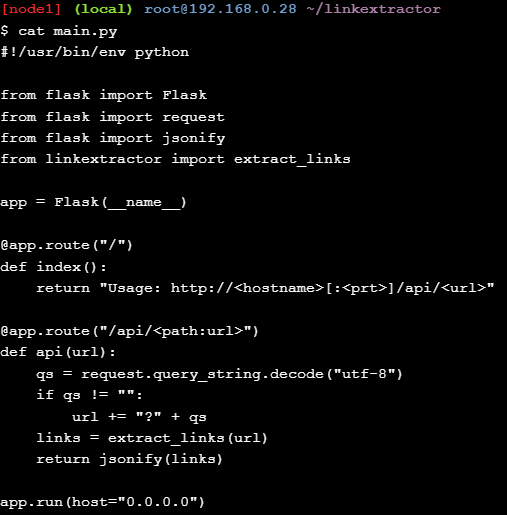 [node1] (local) root@192.168.0.28 ~/linkextractor
$ cat main.py
#!/usr/bin/env python

from flask import Flask
from flask import request
from flask import jsonify
from linkextractor import extract_links

app = Flask(__name__)

@app.route("/")
def index():
    return "Usage: http://<hostname>[:<prt>]/api/<url>"

@app.route("/api/<path:url>")
def api(url):
    qs = request.query_string.decode("utf-8")
    if qs != "":
        url += "?" + qs
    links = extract_links(url)
    return jsonify(links)

app.run(host="0.0.0.0")